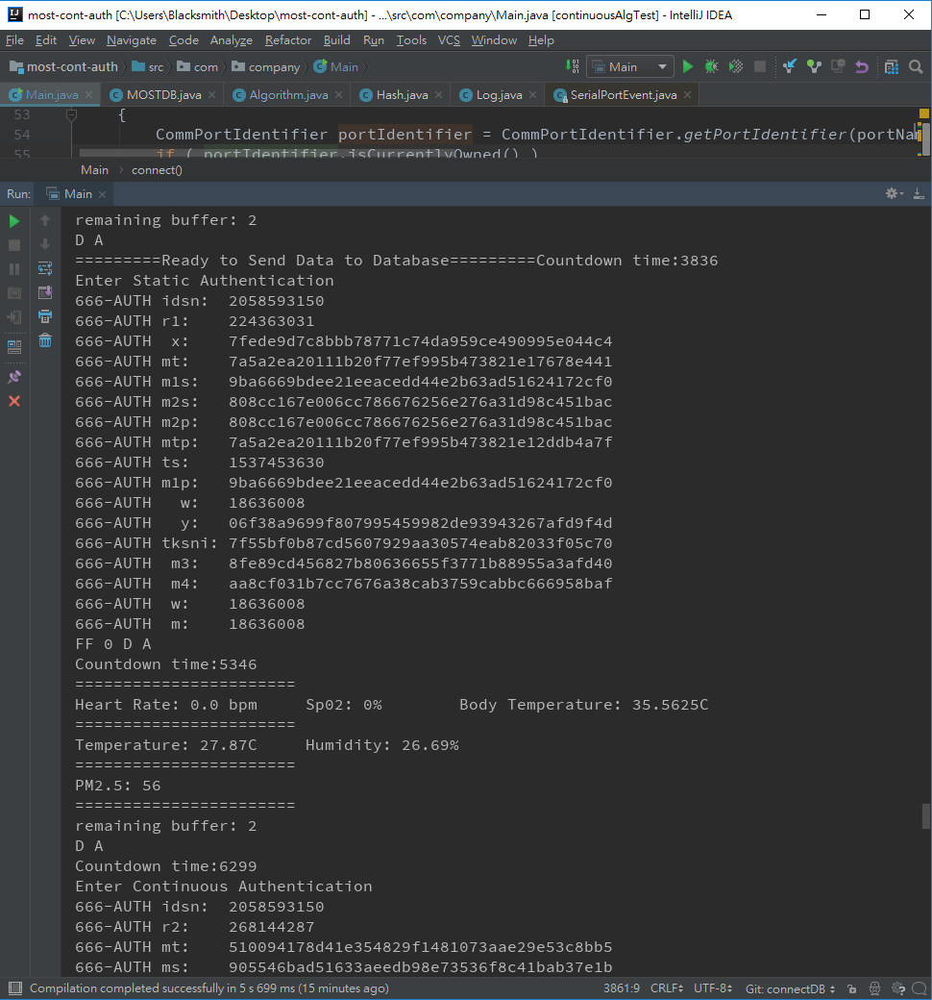 most-cont-auth [C:\Users\Blacksmith\Desktop\most-cont-auth] - ...\src\com\company\Main.java [continuousAlgTest] - IntelliJ IDEA
File Edit View Navigate Code Analyze Refactor Build Run Tools VCS Window Help
most-cont-auth src com company Main Main
Main.java MOSTDB.java Algorithm.java Hash.java Log.java SerialPortEvent.java
53 {
54 CommPortIdentifier portIdentifier = CommPortIdentifier.getPortIdentifier(portNam
55 if ( portIdentifier.isCurrentlyOwned() )
Main connect()
Run: Main
remaining buffer: 2
D A
=========Ready to Send Data to Database=========Countdown time:3836
Enter Static Authentication
666-AUTH idsn: 2058593150
666-AUTH r1: 224363031
666-AUTH x: 7fede9d7c8bbb78771c74da959ce490995e044c4
666-AUTH mt: 7a5a2ea20111b20f77ef995b473821e17678e441
666-AUTH m1s: 9ba6669bdee21eeacedd44e2b63ad51624172cf0
666-AUTH m2s: 808cc167e006cc786676256e276a31d98c451bac
666-AUTH m2p: 808cc167e006cc786676256e276a31d98c451bac
666-AUTH mtp: 7a5a2ea20111b20f77ef995b473821e12ddb4a7f
666-AUTH ts: 1537453630
666-AUTH m1p: 9ba6669bdee21eeacedd44e2b63ad51624172cf0
666-AUTH w: 18636008
666-AUTH y: 06f38a9699f807995459982de93943267afd9f4d
666-AUTH tksni: 7f55bf0b87cd5607929aa30574eab82033f05c70
666-AUTH m3: 8fe89cd456827b80636655f3771b88955a3afd40
666-AUTH m4: aa8cf031b7cc7676a38cab3759cabbc666958baf
666-AUTH w: 18636008
666-AUTH m: 18636008
FF 0 D A
Countdown time:5346
=======================
Heart Rate: 0.0 bpm Sp02: 0% Body Temperature: 35.5625C
=======================
Temperature: 27.87C Humidity: 26.69%
=======================
PM2.5: 56
=======================
remaining buffer: 2
D A
Countdown time:6299
Enter Continuous Authentication
666-AUTH idsn: 2058593150
666-AUTH r2: 268144287
666-AUTH mt: 510094178d41e354829f1481073aae29e53c8bb5
666-AUTH ms: 905546bad51633aeedb98e73536f8c41bab37e1b
Compilation completed successfully in 5 s 699 ms (15 minutes ago) 3861:9 CRLF UTF-8 Git: connectDB